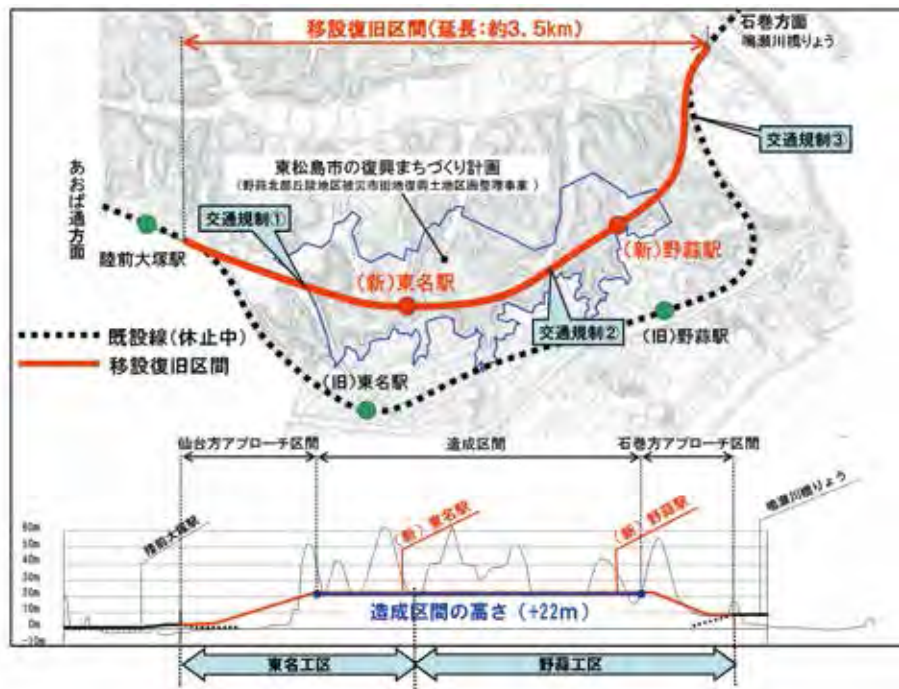 移設復旧区間(延長:約3.5km)
石巻方面
鳴瀬川橋りょう
交通規制③
東松島市の復興まちづくり計画
(野蒜北部丘陵地区被災市街地復興土地区画整理事業)
あおば通方面
交通規制①
陸前大塚駅
(新)東名駅
(新)野蒜駅
交通規制②
(旧)野蒜駅
既設線(休止中)
移設復旧区間
(旧)東名駅
仙台方アプローチ区間
造成区間
石巻方アプローチ区間
陸前大塚駅
(新)東名駅
(新)野蒜駅
鳴瀬川橋りょう
60m
50m
40m
30m
20m
10m
0m
-10m
造成区間の高さ(+22m)
東名工区
野蒜工区